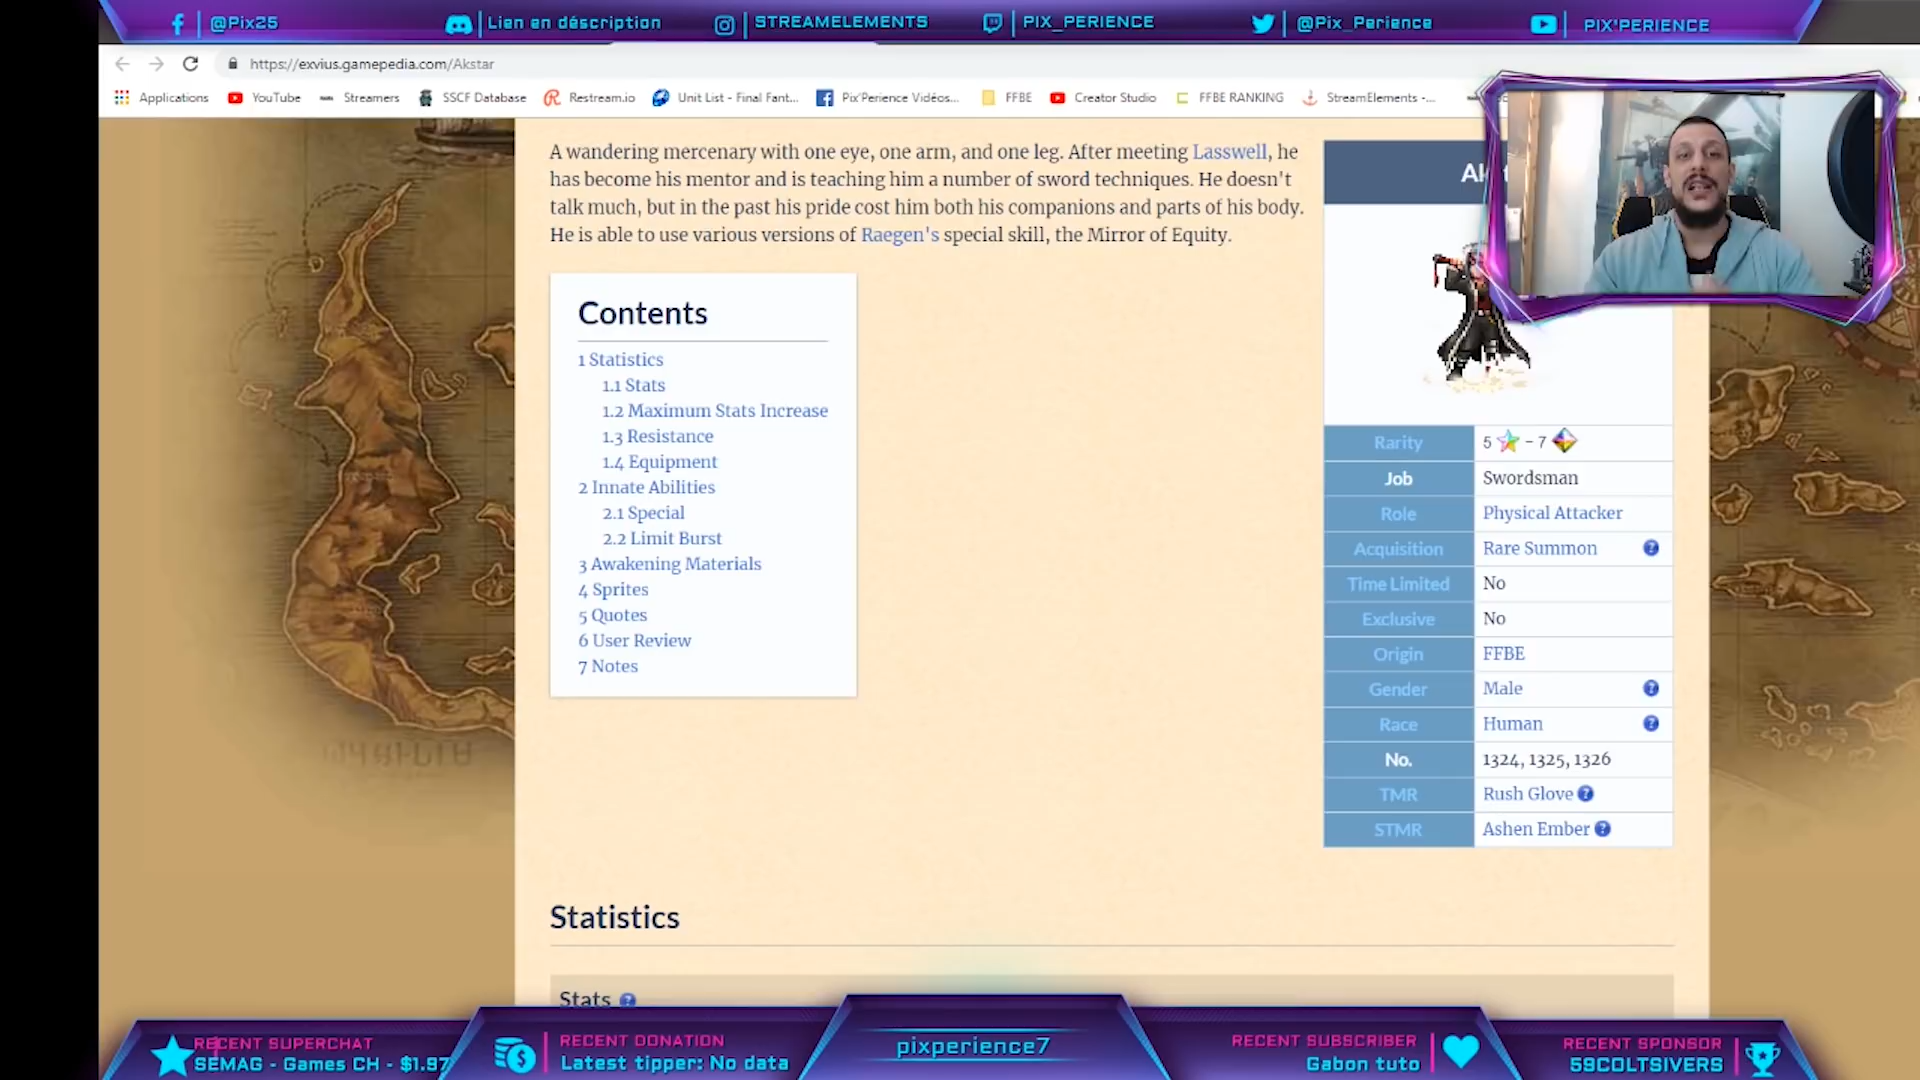 @Pix25
Lien en déscription
STREAMELEMENTS
PIX_PERIENCE
@Pix_Perience
PIX'PERIENCE
https://exvius.gamepedia.com/Akstar
Applications
YouTube
Streamers
SSCF Database
Restream.io
Unit List - Final Fant...
Pix'Perience Vidéos...
FFBE
Creator Studio
FFBE RANKING
StreamElements -...
A wandering mercenary with one eye, one arm, and one leg. After meeting Lasswell, he
has become his mentor and is teaching him a number of sword techniques. He doesn't
talk much, but in the past his pride cost him both his companions and parts of his body.
He is able to use various versions of Raegen's special skill, the Mirror of Equity.
Contents
1 Statistics
1.1 Stats
1.2 Maximum Stats Increase
1.3 Resistance
1.4 Equipment
2 Innate Abilities
2.1 Special
2.2 Limit Burst
3 Awakening Materials
4 Sprites
5 Quotes
6 User Review
7 Notes
Rarity 5 - 7
Job Swordsman
Role Physical Attacker
Acquisition Rare Summon ?
Time Limited No
Exclusive No
Origin FFBE
Gender Male ?
Race Human ?
No. 1324, 1325, 1326
TMR Rush Glove ?
STMR Ashen Ember ?
Statistics
Stats ?
RECENT SUPERCHAT
SEMAG - Games CH - $1.97
RECENT DONATION
Latest tipper: No data
pixperience7
RECENT SUBSCRIBER
Gabon tuto
RECENT SPONSOR
59COLTSIVERS